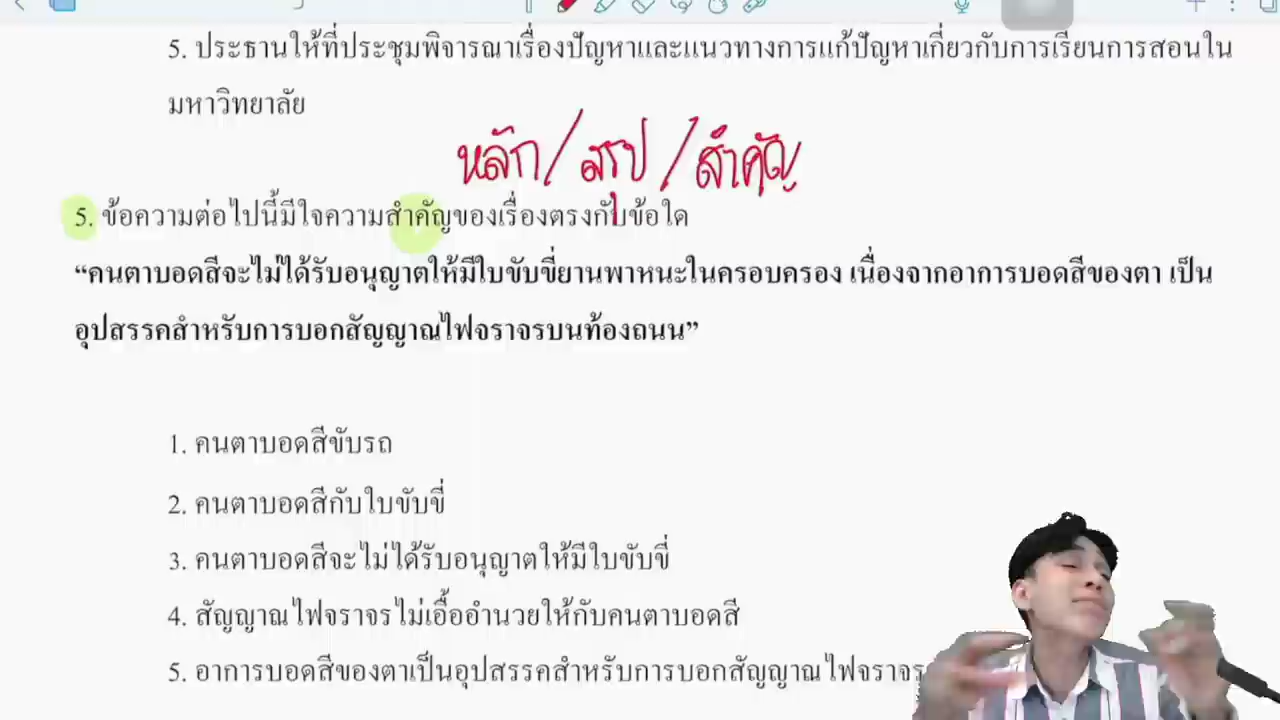 5. ประธานให้ที่ประชุมพิจารณาเรื่องปัญหาและแนวทางการแก้ปัญหาเกี่ยวกับการเรียนการสอนใน
มหาวิทยาลัย
หลัก / สรุป / สำคัญ
5. ข้อความต่อไปนี้มีใจความสำคัญของเรื่องตรงกับข้อใด
“คนตาบอดสีจะไม่ได้รับอนุญาตให้มีใบขับขี่ยานพาหนะในครอบครอง เนื่องจากอาการบอดสีของตา เป็น
อุปสรรคสำหรับการบอกสัญญาณไฟจราจรบนท้องถนน”
1. คนตาบอดสีขับรถ
2. คนตาบอดสีกับใบขับขี่
3. คนตาบอดสีจะไม่ได้รับอนุญาตให้มีใบขับขี่
4. สัญญาณไฟจราจรไม่เอื้ออำนวยให้กับคนตาบอดสี
5. อาการบอดสีของตาเป็นอุปสรรคสำหรับการบอกสัญญาณไฟจราจร